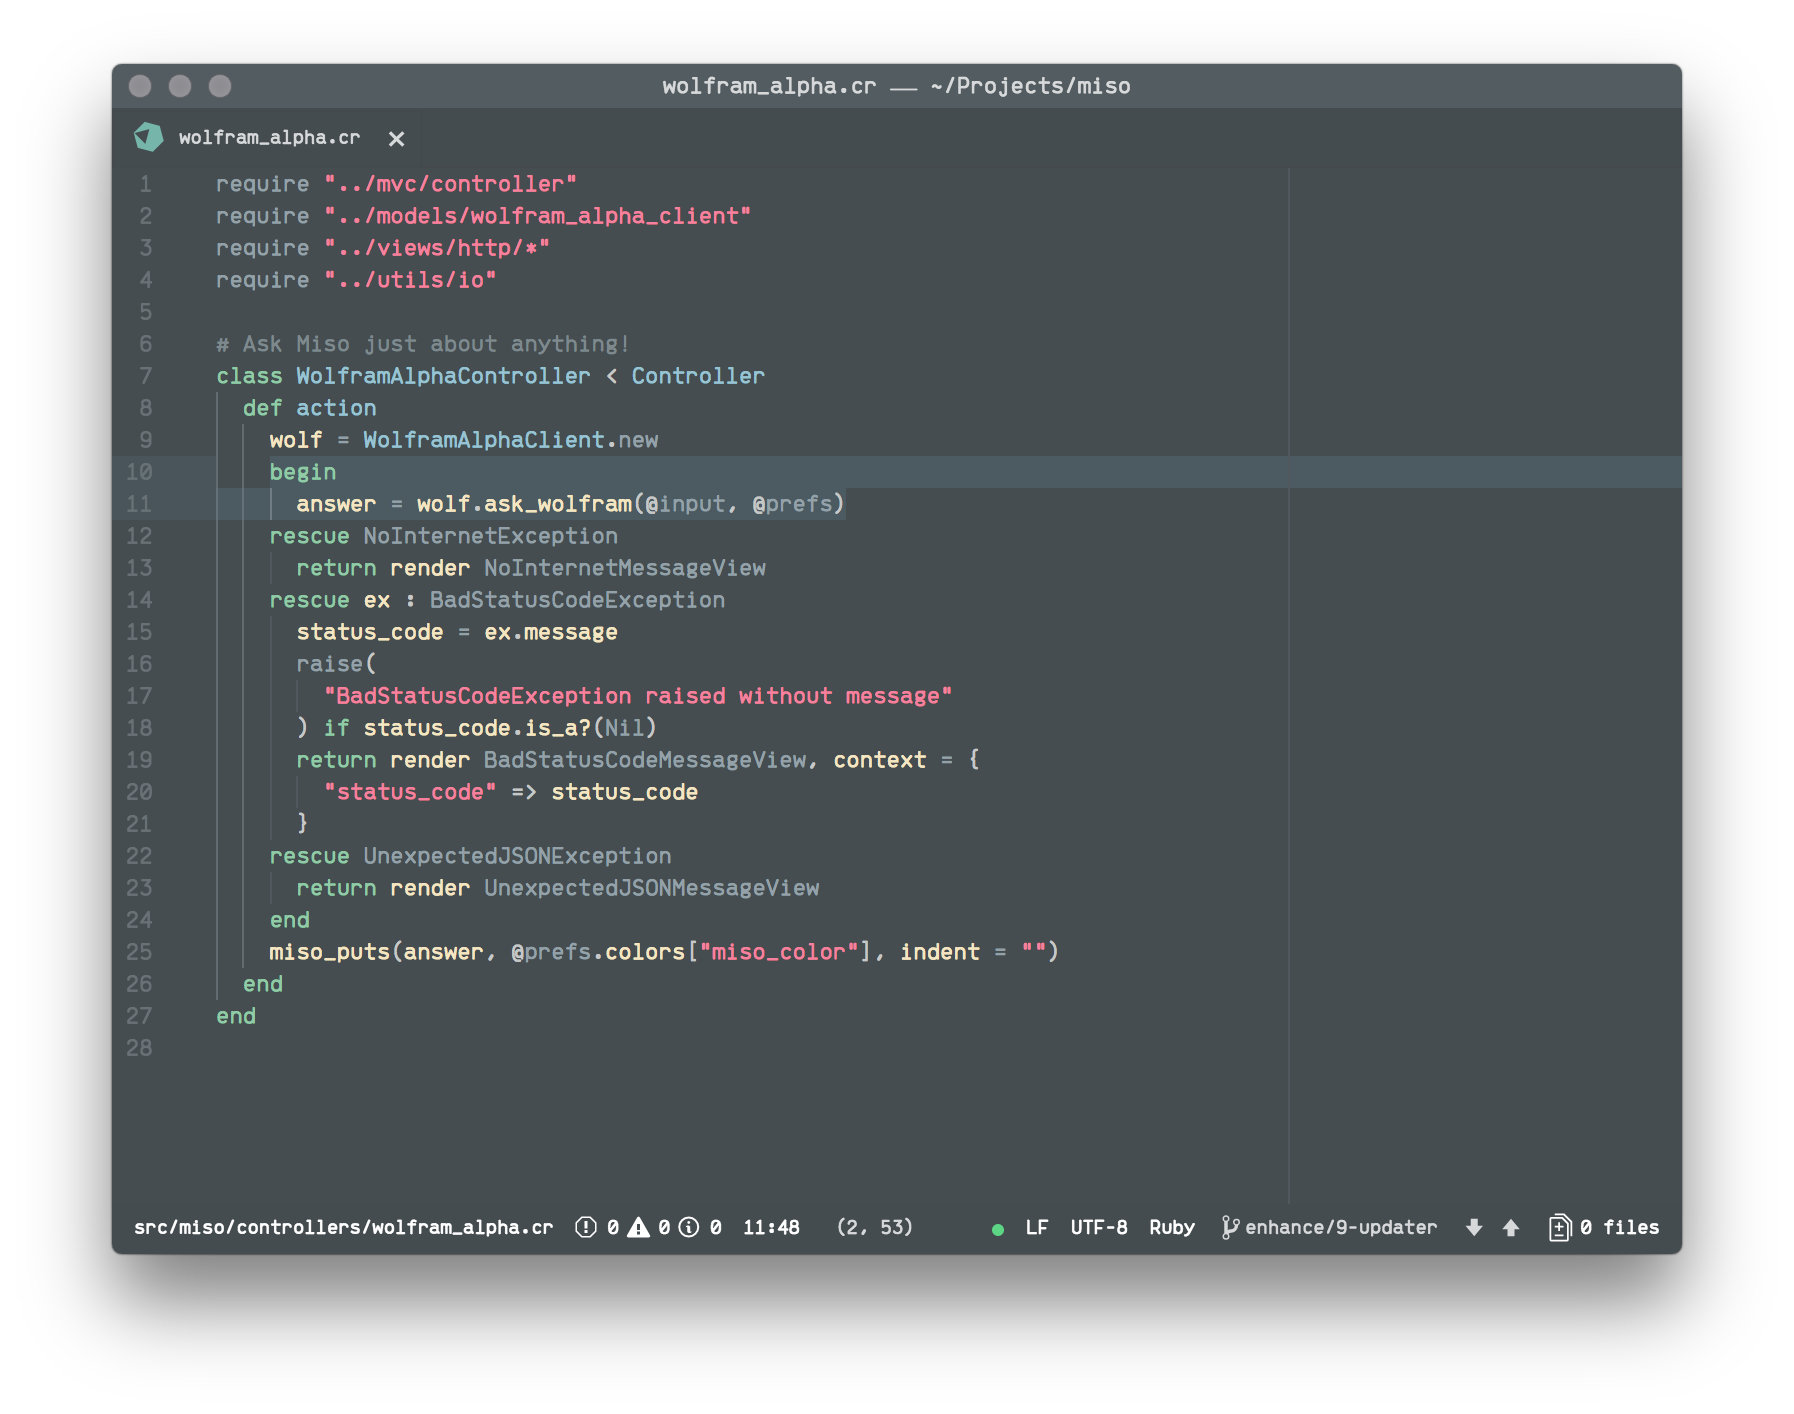 wolfram_alpha.cr — ~/Projects/miso
wolfram_alpha.cr
1 require "../mvc/controller"
2 require "../models/wolfram_alpha_client"
3 require "../views/http/*"
4 require "../utils/io"
5
6 # Ask Miso just about anything!
7 class WolframAlphaController < Controller
8   def action
9     wolf = WolframAlphaClient.new
10     begin
11       answer = wolf.ask_wolfram(@input, @prefs)
12     rescue NoInternetException
13       return render NoInternetMessageView
14     rescue ex : BadStatusCodeException
15       status_code = ex.message
16       raise(
17         "BadStatusCodeException raised without message"
18       ) if status_code.is_a?(Nil)
19       return render BadStatusCodeMessageView, context = {
20         "status_code" => status_code
21       }
22     rescue UnexpectedJSONException
23       return render UnexpectedJSONMessageView
24     end
25     miso_puts(answer, @prefs.colors["miso_color"], indent = "")
26   end
27 end
28
src/miso/controllers/wolfram_alpha.cr 0 0 0 11:48 (2, 53) LF UTF-8 Ruby enhance/9-updater 0 files